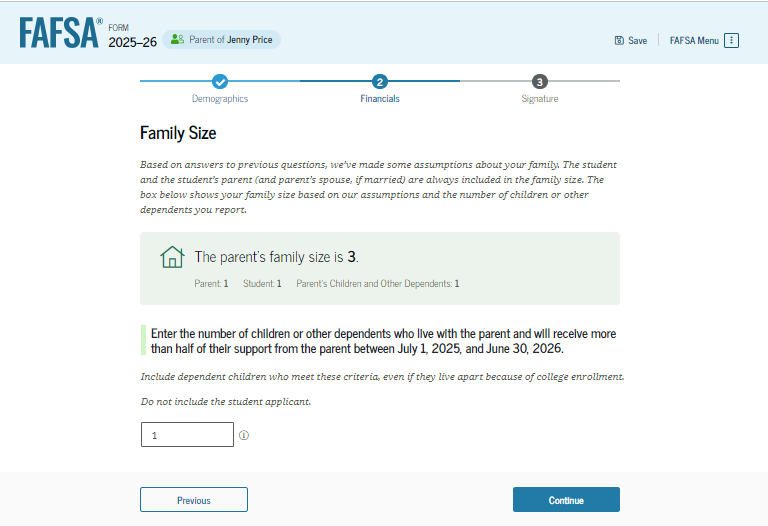 FAFSA®
FORM
2025–26
Parent of Jenny Price
Save
FAFSA Menu
2
3
Demographics
Financials
Signature
Family Size
Based on answers to previous questions, we've made some assumptions about your family. The student
and the student's parent (and parent's spouse, if married) are always included in the family size. The
box below shows your family size based on our assumptions and the number of children or other
dependents you report.
The parent's family size is 3.
Parent: 1 Student: 1 Parent's Children and Other Dependents: 1
Enter the number of children or other dependents who live with the parent and will receive more
than half of their support from the parent between July 1, 2025, and June 30, 2026.
Include dependent children who meet these criteria, even if they live apart because of college enrollment.
Do not include the student applicant.
1
Previous
Continue